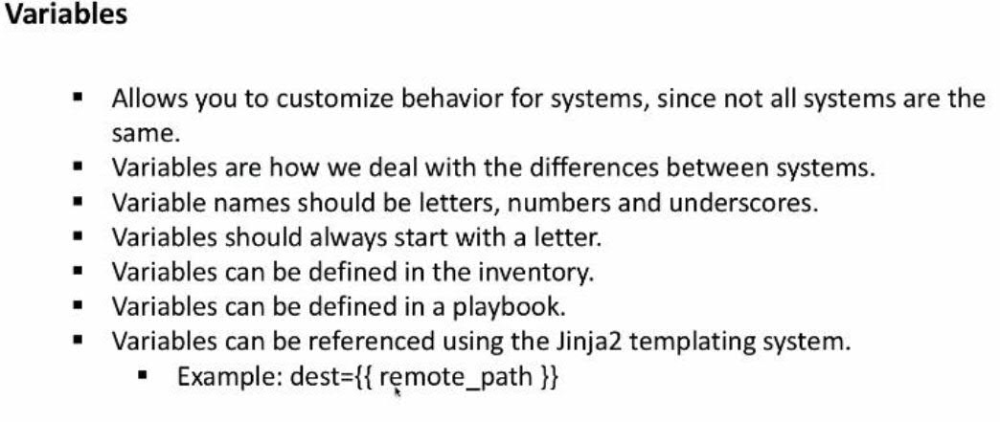 Variables
▪ Allows you to customize behavior for systems, since not all systems are the
same.
▪ Variables are how we deal with the differences between systems.
▪ Variable names should be letters, numbers and underscores.
▪ Variables should always start with a letter.
▪ Variables can be defined in the inventory.
▪ Variables can be defined in a playbook.
▪ Variables can be referenced using the Jinja2 templating system.
▪ Example: dest={{ remote_path }}